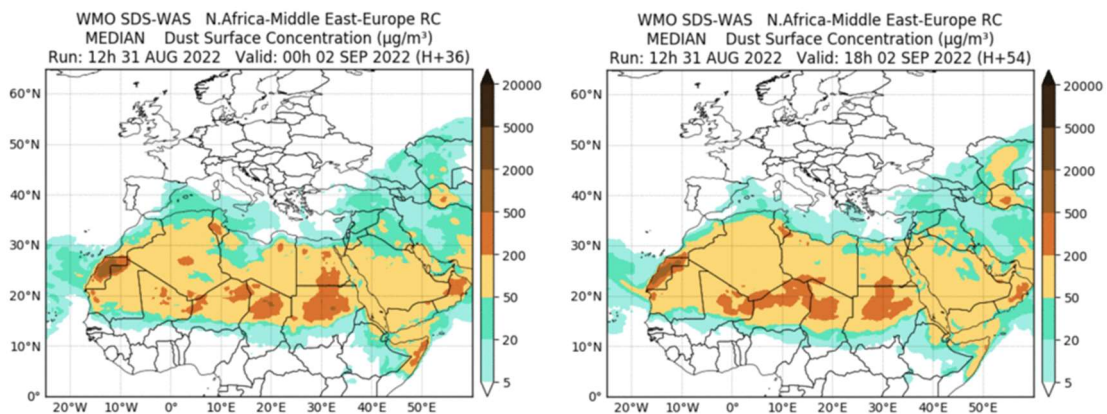 WMO SDS-WAS N.Africa-Middle East-Europe RC
MEDIAN Dust Surface Concentration (μg/m³)
Run: 12h 31 AUG 2022 Valid: 00h 02 SEP 2022 (H+36)
60°N
50°N
40°N
30°N
20°N
10°N
0°
20°W 10°W 0° 10°E 20°E 30°E 40°E 50°E
20000
5000
2000
500
200
50
20
5
WMO SDS-WAS N.Africa-Middle East-Europe RC
MEDIAN Dust Surface Concentration (μg/m³)
Run: 12h 31 AUG 2022 Valid: 18h 02 SEP 2022 (H+54)
60°N
50°N
40°N
30°N
20°N
10°N
0°
20°W 10°W 0° 10°E 20°E 30°E 40°E 50°E
20000
5000
2000
500
200
50
20
5